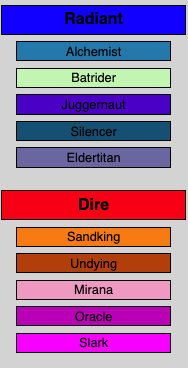 Radiant
Alchemist
Batrider
Juggernaut
Silencer
Eldertitan
Dire
Sandking
Undying
Mirana
Oracle
Slark